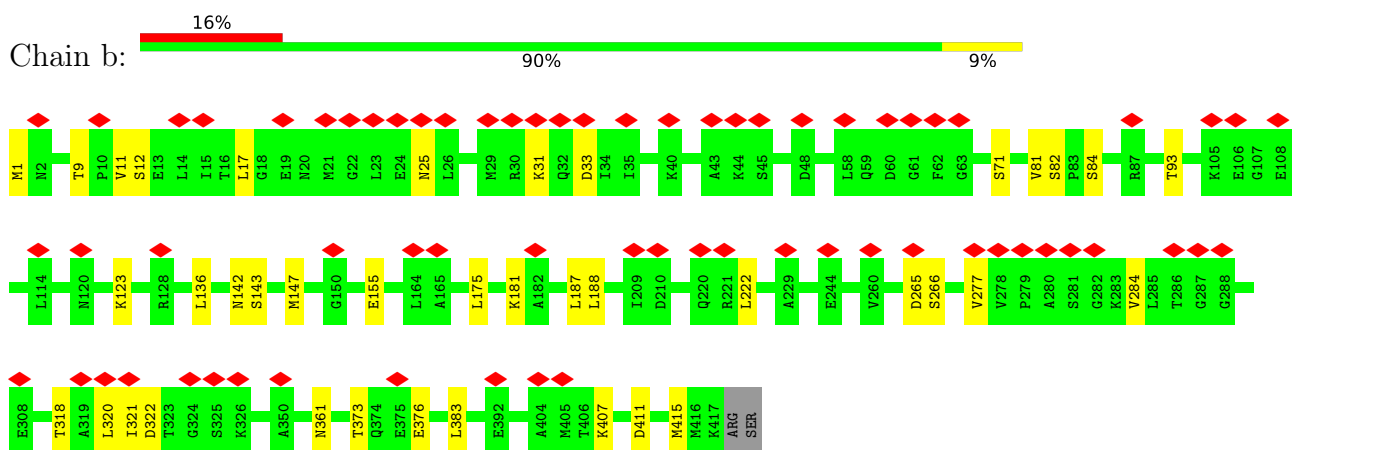 16%
Chain b:
90% 9%
M1 N2 T9 P10 V11 S12 E13 L14 I15 T16 L17 G18 E19 N20 M21 G22 L23 E24 N25 L26 M29 R30 K31 Q32 D33 I34 I35 K40 A43 K44 S45 D48 L58 Q59 D60 G61 F62 G63 S71 V81 S82 P83 S84 R87 T93 K105 E106 G107 E108
L114 N120 K123 R128 L136 N142 S143 M147 G150 E155 L164 A165 L175 K181 A182 L187 L188 I209 D210 Q220 R221 L222 A229 E244 V260 D265 S266 V277 V278 P279 A280 S281 G282 K283 V284 L285 T286 G287 G288
E308 T318 A319 L320 I321 D322 T323 G324 S325 K326 A350 N361 T373 Q374 E375 E376 L383 E392 A404 M405 T406 K407 D411 M415 M416 K417 ARG SER